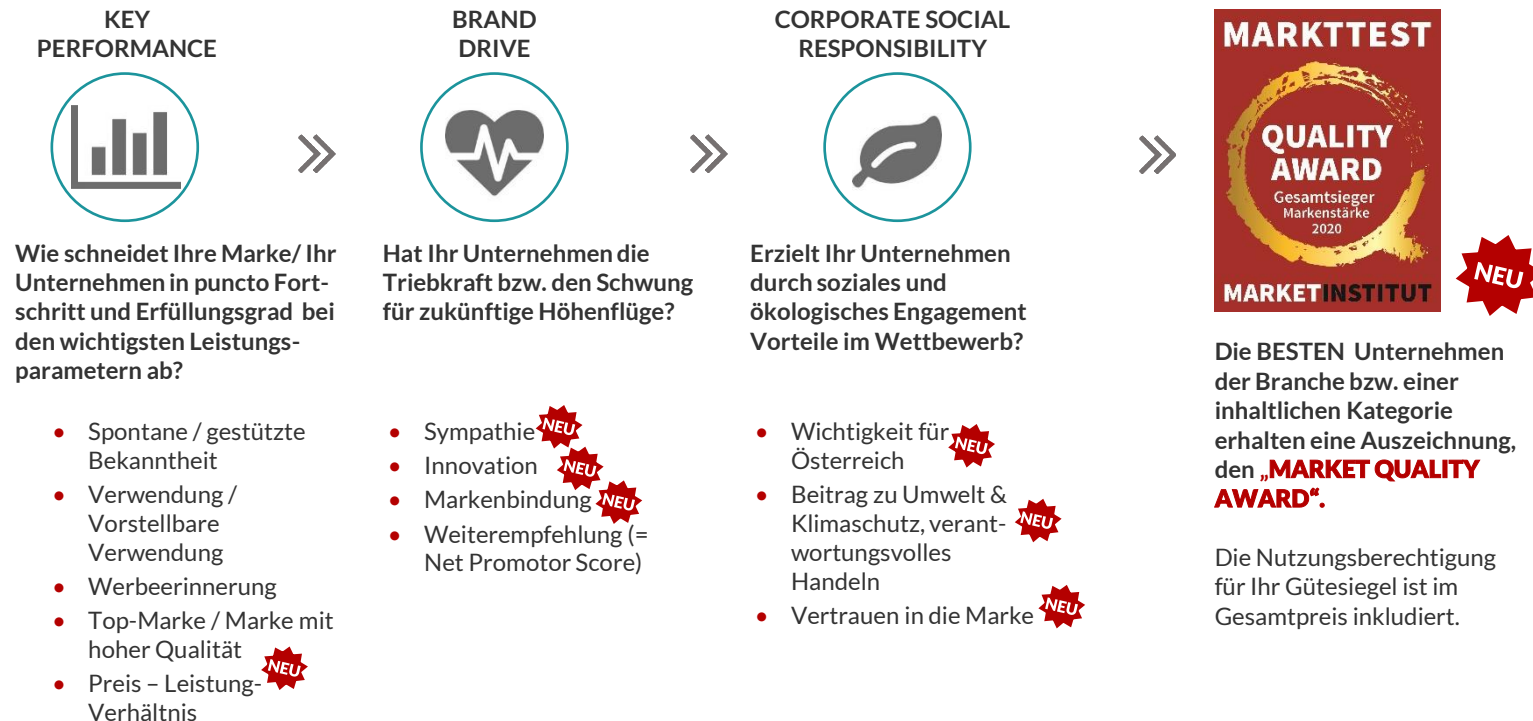 KEY
PERFORMANCE
Wie schneidet Ihre Marke/ Ihr
Unternehmen in puncto Fort-
schritt und Erfüllungsgrad bei
den wichtigsten Leistungs-
parametern ab?
• Spontane / gestützte
Bekanntheit
• Verwendung /
Vorstellbare
Verwendung
• Werbeerinnerung
• Top-Marke / Marke mit
hoher Qualität
NEU
• Preis – Leistung-
Verhältnis
BRAND
DRIVE
Hat Ihr Unternehmen die
Triebkraft bzw. den Schwung
für zukünftige Höhenflüge?
• Sympathie NEU
• Innovation NEU
• Markenbindung NEU
• Weiterempfehlung (=
Net Promotor Score)
CORPORATE SOCIAL
RESPONSIBILITY
Erzielt Ihr Unternehmen
durch soziales und
ökologisches Engagement
Vorteile im Wettbewerb?
• Wichtigkeit für NEU
Österreich
• Beitrag zu Umwelt &
Klimaschutz, verant- NEU
wortungsvolles
Handeln
• Vertrauen in die Marke NEU
MARKTTEST
QUALITY
AWARD
Gesamtsieger
Markenstärke
2020
MARKETINSTITUT
NEU
Die BESTEN Unternehmen
der Branche bzw. einer
inhaltlichen Kategorie
erhalten eine Auszeichnung,
den „MARKET QUALITY
AWARD“.
Die Nutzungsberechtigung
für Ihr Gütesiegel ist im
Gesamtpreis inkludiert.